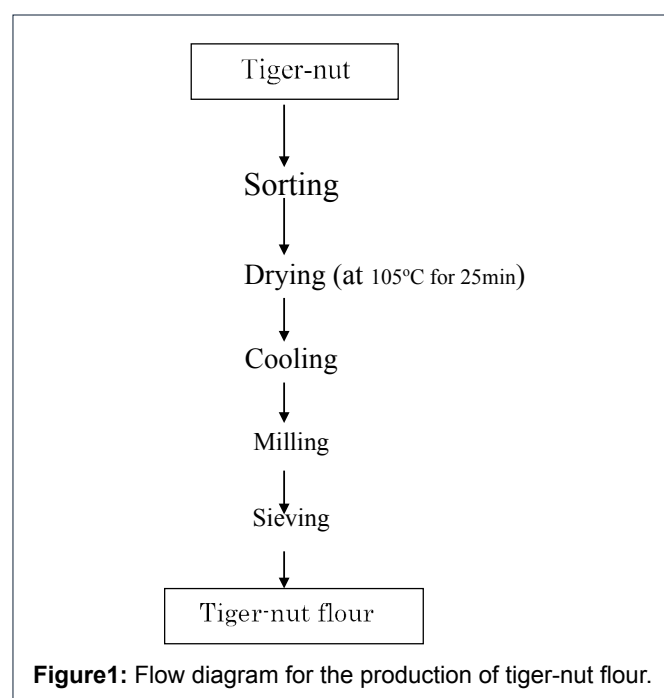 Tiger-nut
Sorting
Drying (at 105ºC for 25min)
Cooling
Milling
Sieving
Tiger-nut flour
Figure1: Flow diagram for the production of tiger-nut flour.